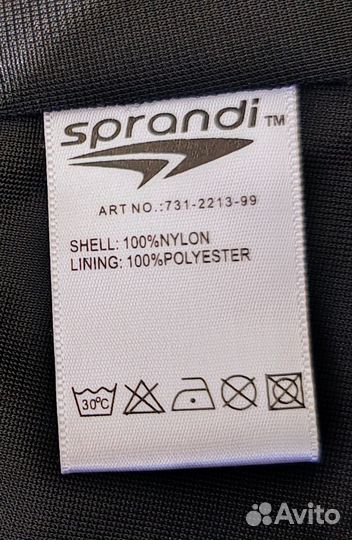 sprandi™
ART NO.:731-2213-99
SHELL: 100%NYLON
LINING: 100%POLYESTER
30°C
Avito